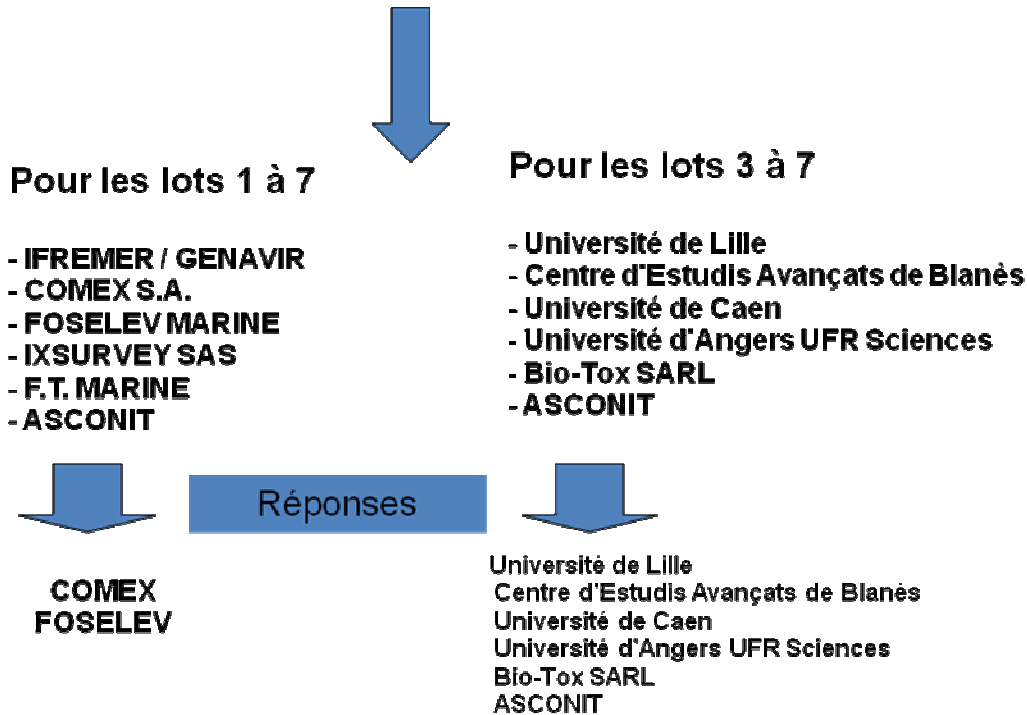 Pour les lots 1 à 7
- IFREMER / GENAVIR
- COMEX S.A.
- FOSELEV MARINE
- IXSURVEY SAS
- F.T. MARINE
- ASCONIT
Pour les lots 3 à 7
- Université de Lille
- Centre d'Estudis Avançats de Blanès
- Université de Caen
- Université d'Angers UFR Sciences
- Bio-Tox SARL
- ASCONIT
Réponses
COMEX
FOSELEV
Université de Lille
Centre d'Estudis Avançats de Blanès
Université de Caen
Université d'Angers UFR Sciences
Bio-Tox SARL
ASCONIT